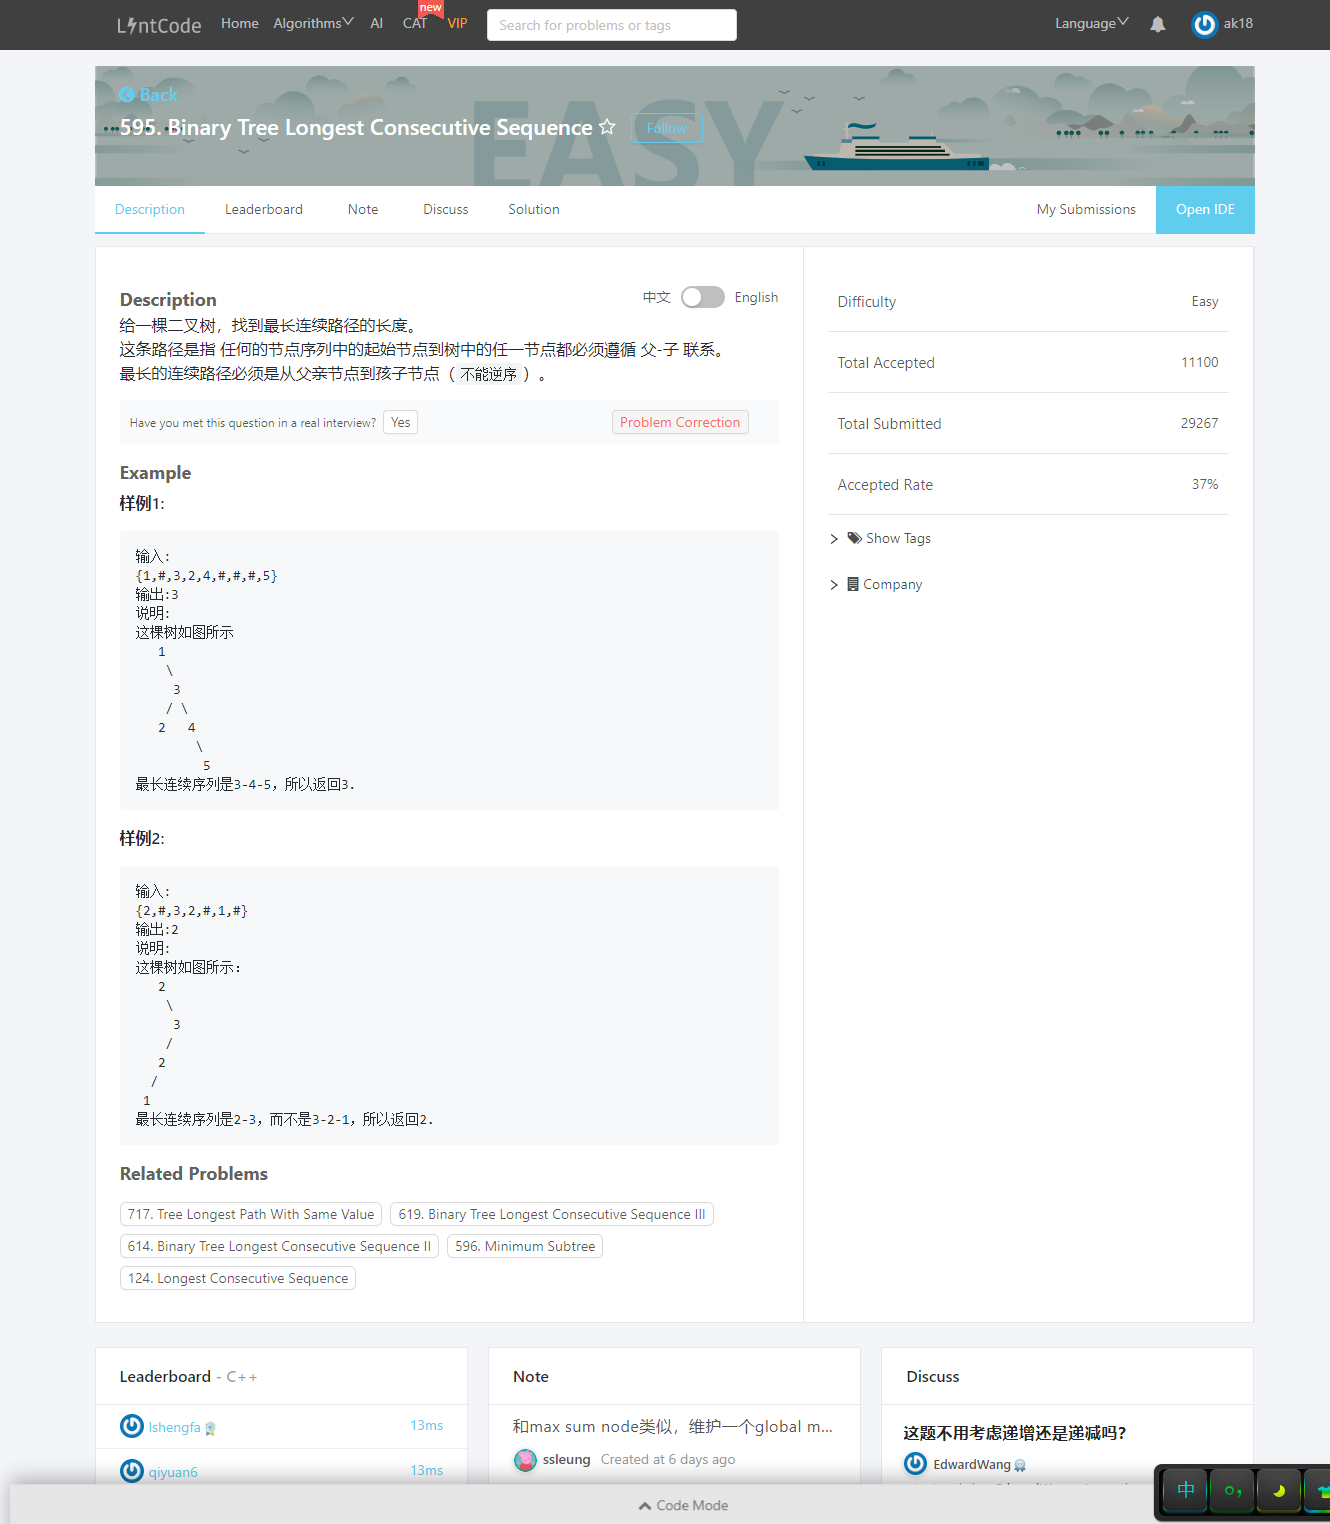 LintCode
Home
Algorithms
AI
CAT
new
VIP
Search for problems or tags
Language
ak18
Back
EASY
595. Binary Tree Longest Consecutive Sequence
Follow
Description
Leaderboard
Note
Discuss
Solution
My Submissions
Open IDE
Description
中文
English
给一棵二叉树，找到最长连续路径的长度。
这条路径是指 任何的节点序列中的起始节点到树中的任一节点都必须遵循 父-子 联系。
最长的连续路径必须是从父亲节点到孩子节点（不能逆序）。
Have you met this question in a real interview?
Yes
Problem Correction
Example
样例1:
输入:
{1,#,3,2,4,#,#,#,5}
输出:3
说明:
这棵树如图所示
1
\
3
/ \
2 4
\
5
最长连续序列是3-4-5，所以返回3.
样例2:
输入:
{2,#,3,2,#,1,#}
输出:2
说明:
这棵树如图所示：
2
\
3
/
2
/
1
最长连续序列是2-3，而不是3-2-1，所以返回2.
Related Problems
717. Tree Longest Path With Same Value
619. Binary Tree Longest Consecutive Sequence III
614. Binary Tree Longest Consecutive Sequence II
596. Minimum Subtree
124. Longest Consecutive Sequence
Difficulty
Easy
Total Accepted
11100
Total Submitted
29267
Accepted Rate
37%
Show Tags
Company
Leaderboard - C++
lshengfa
13ms
qiyuan6
13ms
Note
和max sum node类似，维护一个global m...
ssleung
Created at 6 days ago
Discuss
这题不用考虑递增还是递减吗？
EdwardWang
Code Mode
中